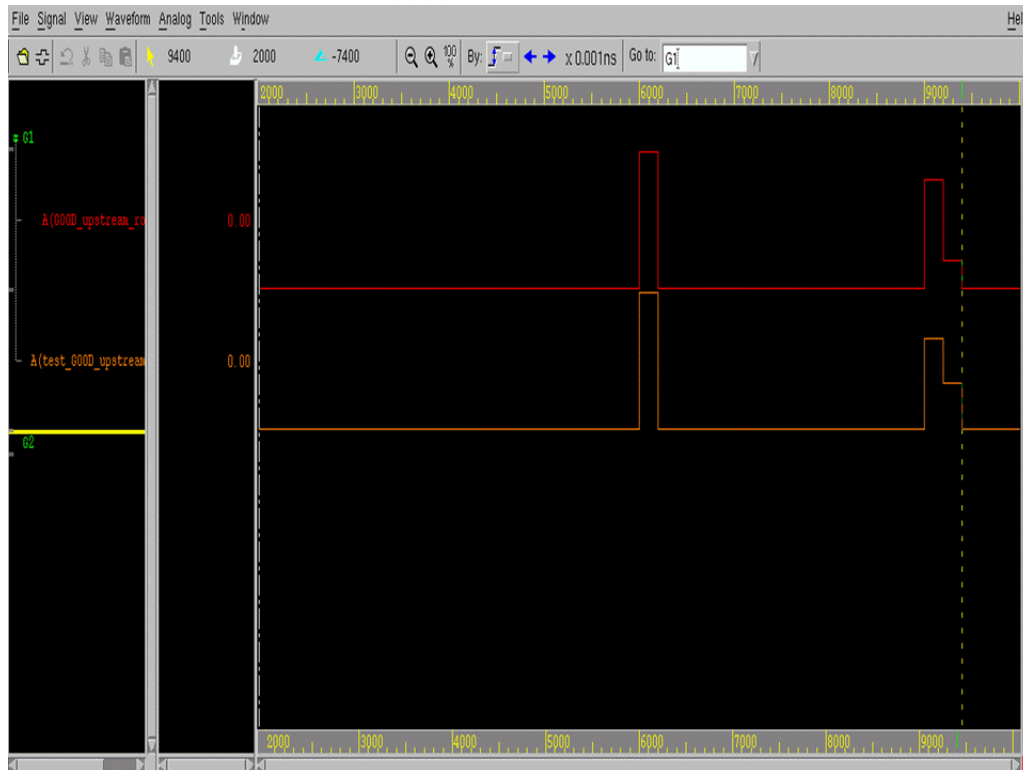 File Signal View Waveform Analog Tools Window Hel
9400 2000 -7400 100 % By: x 0.001ns Go to: G1
2000 3000 4000 5000 6000 7000 8000 9000
G1
A(GOOD_upstream_ro 0.00
A(test_GOOD_upstream 0.00
G2
2000 3000 4000 5000 6000 7000 8000 9000